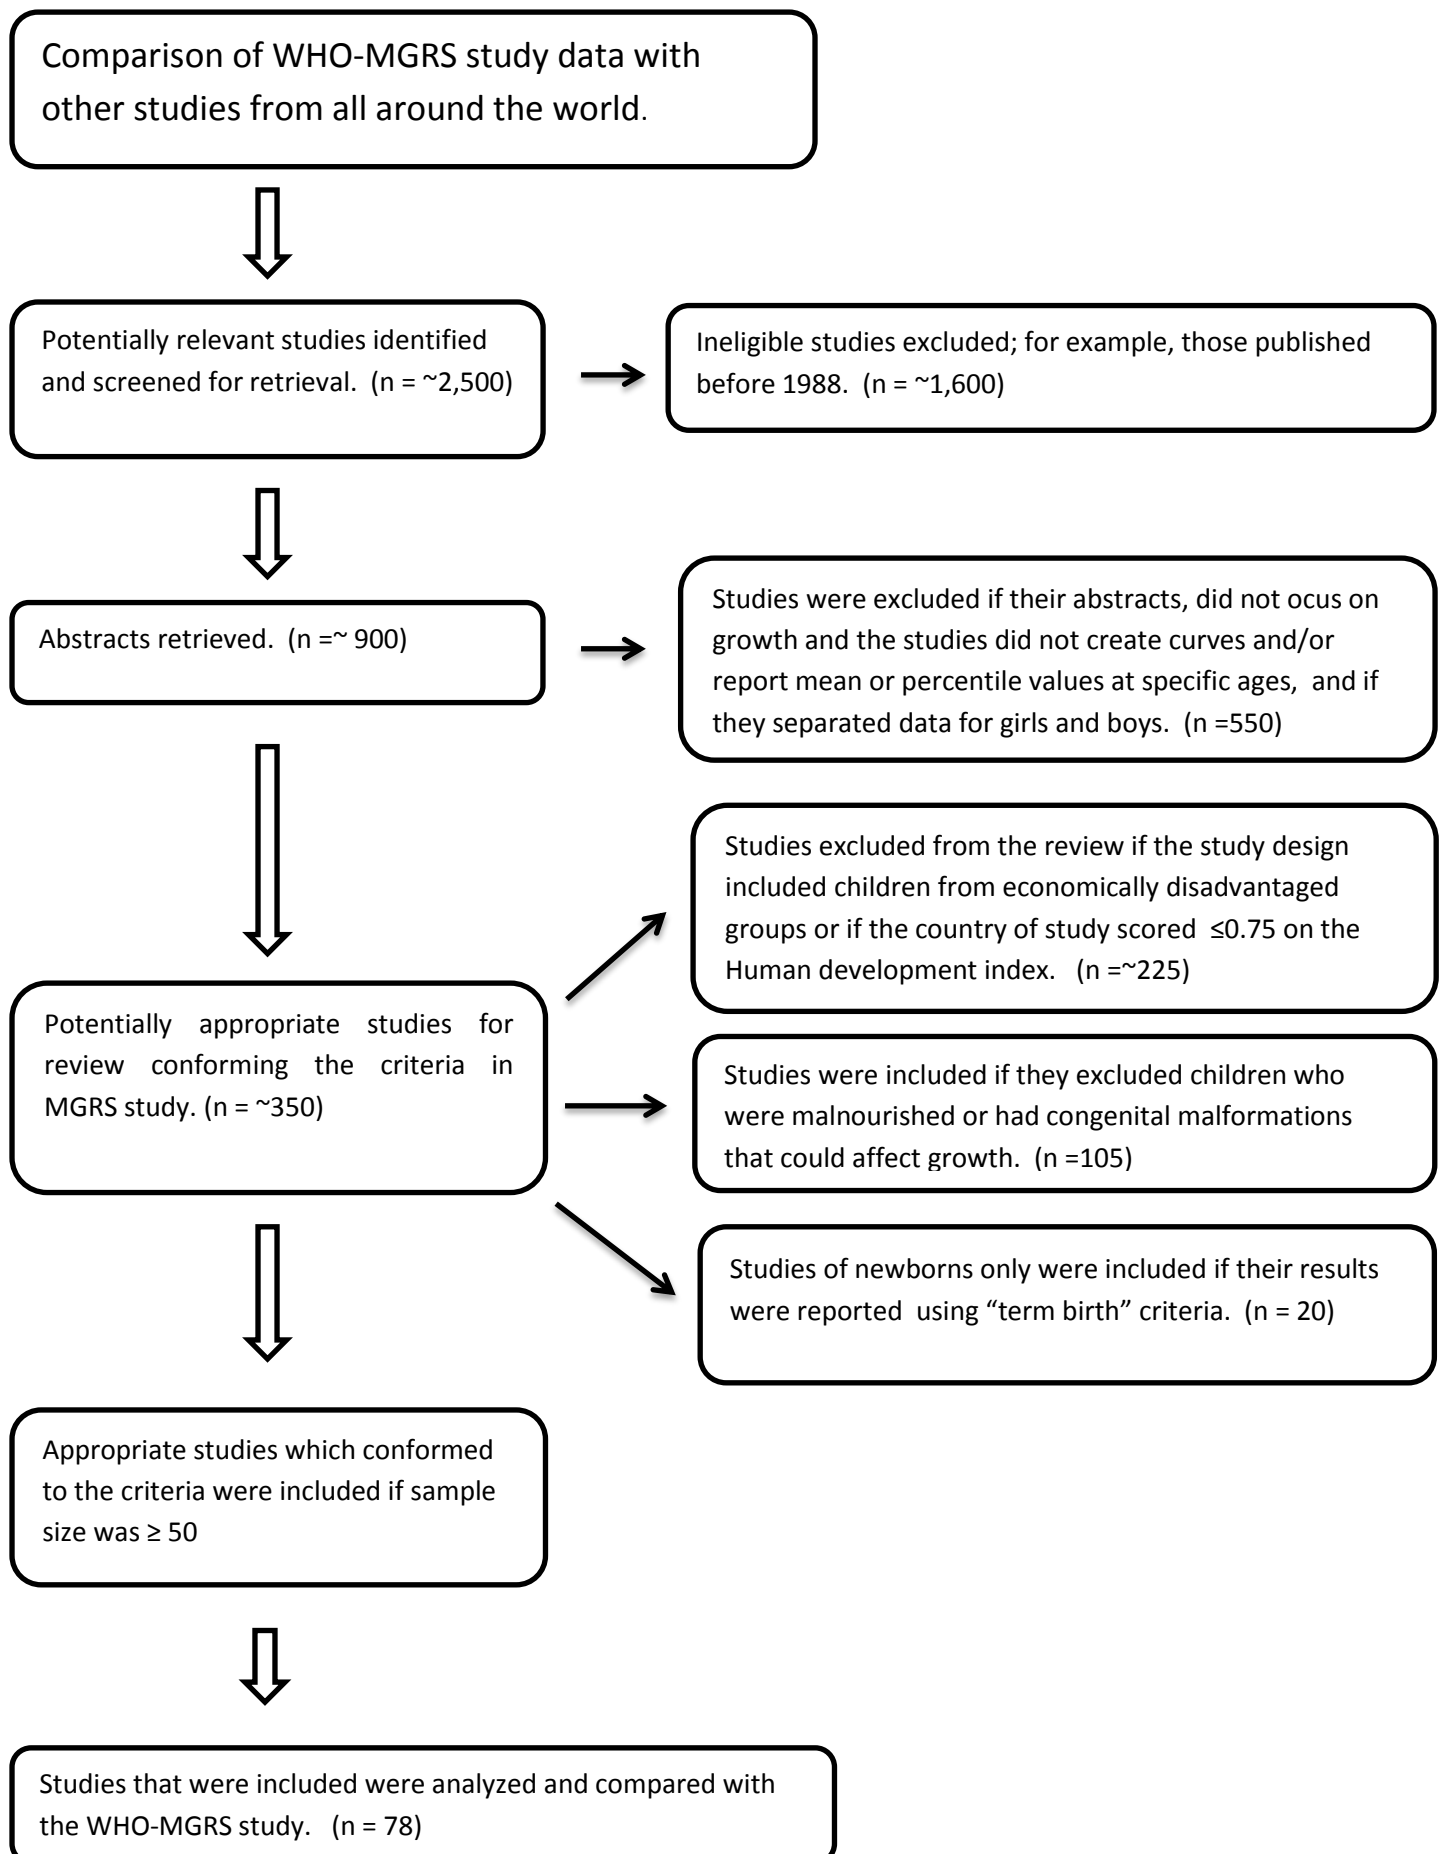 Comparison of WHO-MGRS study data with
other studies from all around the world.
Potentially relevant studies identified
and screened for retrieval. (n = ~2,500)
Ineligible studies excluded; for example, those published
before 1988. (n = ~1,600)
Abstracts retrieved. (n =~ 900)
Studies were excluded if their abstracts, did not ocus on
growth and the studies did not create curves and/or
report mean or percentile values at specific ages, and if
they separated data for girls and boys. (n =550)
Studies excluded from the review if the study design
included children from economically disadvantaged
groups or if the country of study scored ≤0.75 on the
Human development index. (n =~225)
Potentially appropriate studies for
review conforming the criteria in
MGRS study. (n = ~350)
Studies were included if they excluded children who
were malnourished or had congenital malformations
that could affect growth. (n =105)
Studies of newborns only were included if their results
were reported using “term birth” criteria. (n = 20)
Appropriate studies which conformed
to the criteria were included if sample
size was ≥ 50
Studies that were included were analyzed and compared with
the WHO-MGRS study. (n = 78)